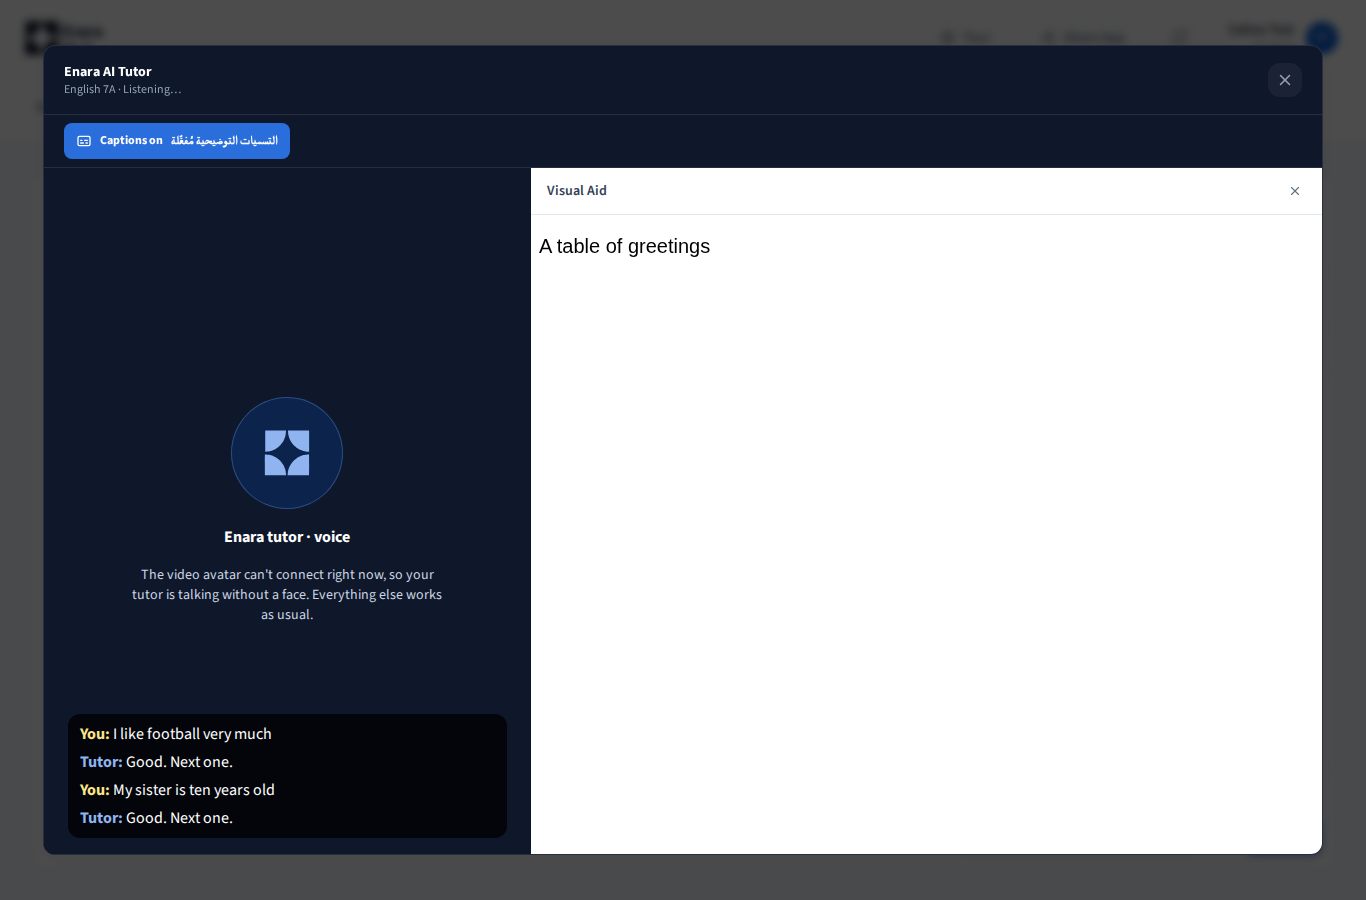 Enara AI Tutor
English 7A · Listening…
Captions on التسميات التوضيحية مُفعَّلة
Visual Aid
A table of greetings
Enara tutor · voice
The video avatar can't connect right now, so your
tutor is talking without a face. Everything else works
as usual.
You: I like football very much
Tutor: Good. Next one.
You: My sister is ten years old
Tutor: Good. Next one.